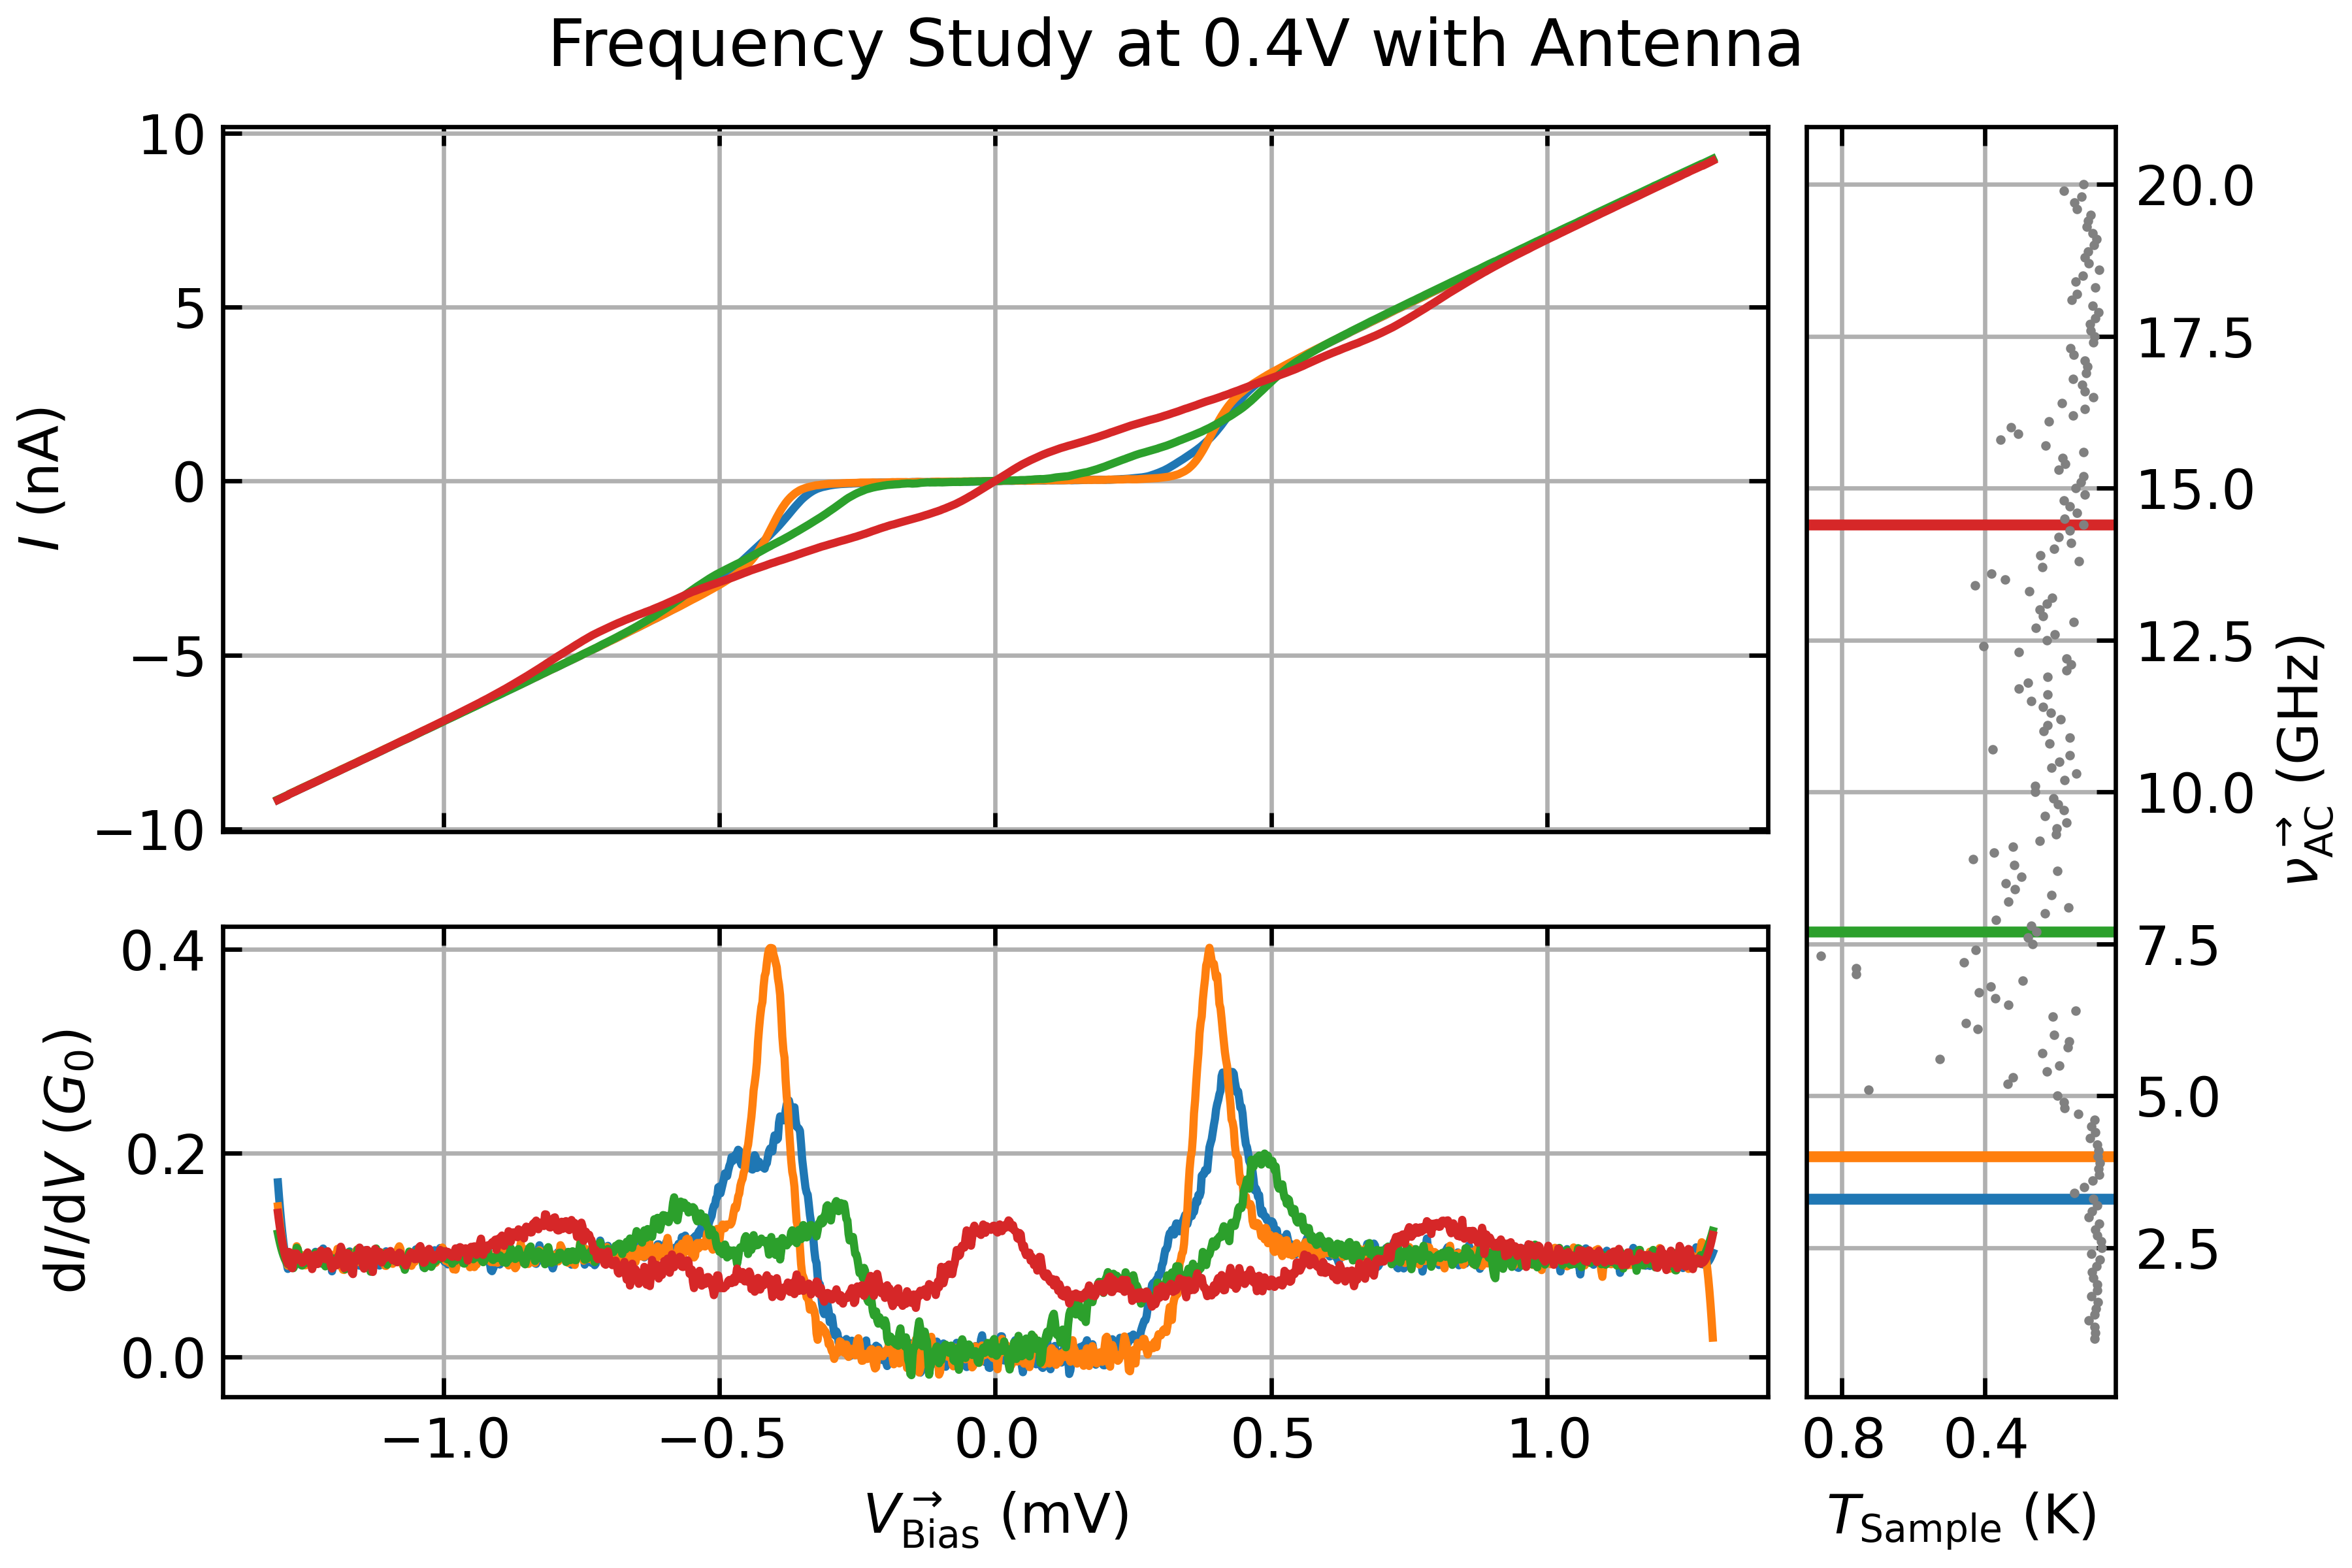 Frequency Study at 0.4V with Antenna
10
5
0
−5
−10
I (nA)
0.4
0.2
0.0
dI/dV (G₀)
−1.0 −0.5 0.0 0.5 1.0
V→Bias (mV)
0.8 0.4
TSample (K)
20.0
17.5
15.0
12.5
10.0
7.5
5.0
2.5
ν→AC (GHz)